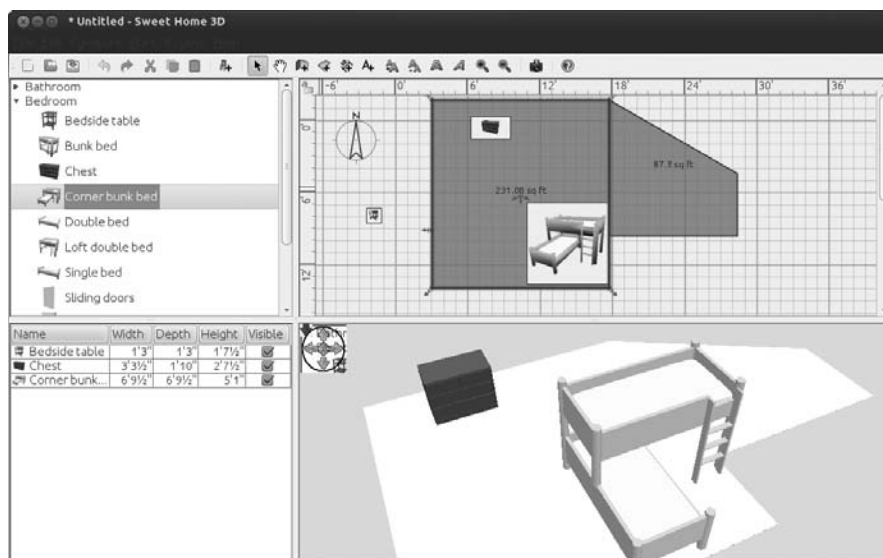 * Untitled - Sweet Home 3D
-6' 0' 6' 12' 18' 24' 30' 36'
Bathroom
Bedroom
Bedside table
Bunk bed
Chest
Corner bunk bed
Double bed
Loft double bed
Single bed
Sliding doors
0'
6'
12'
N
231.08 sq ft
87.3 sq ft
Name Width Depth Height Visible
Bedside table 1'3" 1'3" 1'7½"
Chest 3'3½" 1'10" 2'7½"
Corner bunk... 6'9½" 6'9½" 5'1"